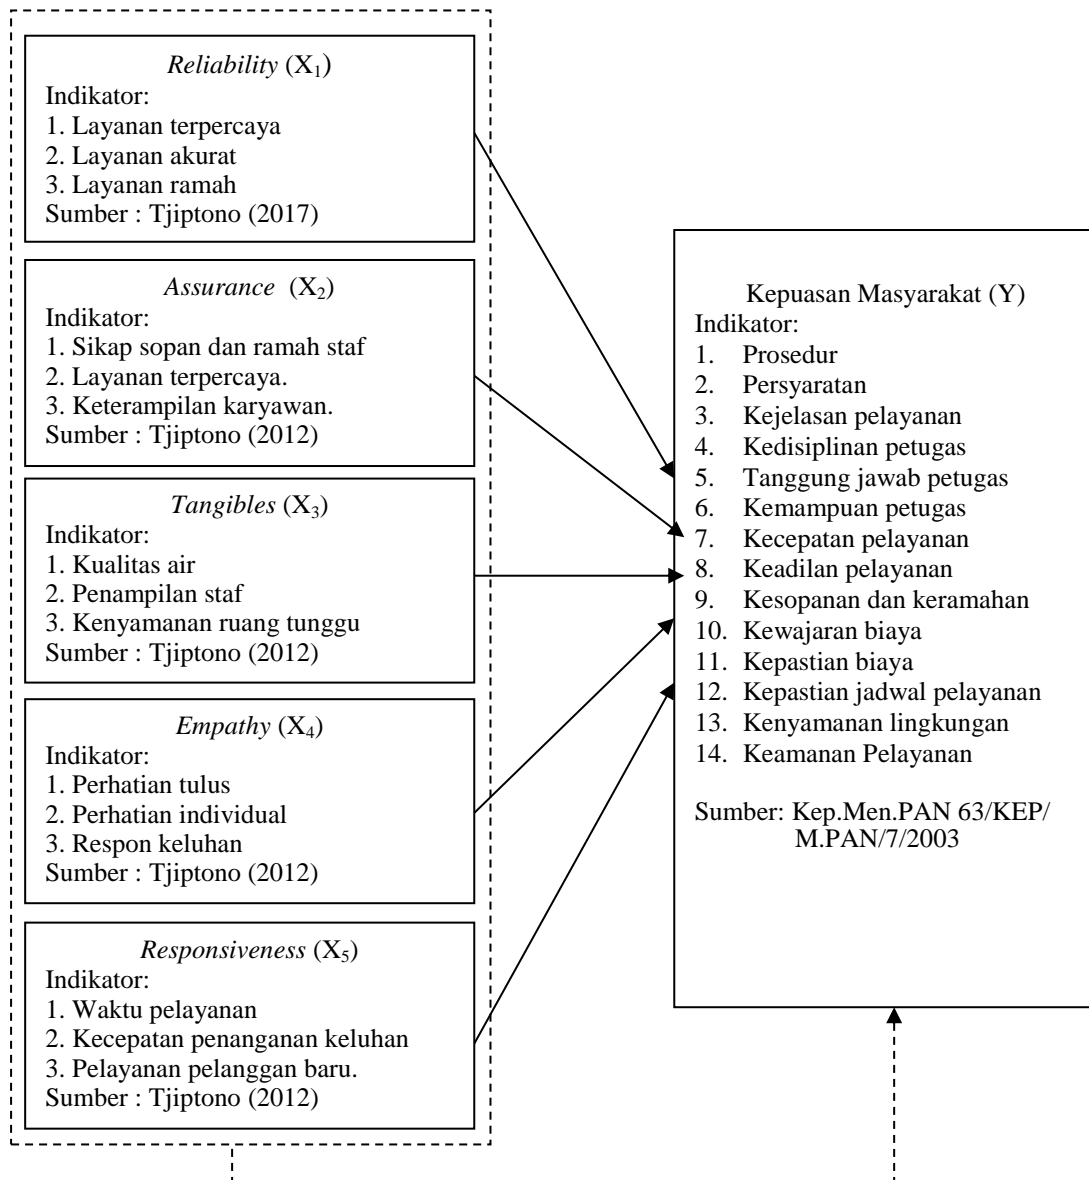 Reliability (X1)
Indikator:
1. Layanan terpercaya
2. Layanan akurat
3. Layanan ramah
Sumber : Tjiptono (2017)
Assurance (X2)
Indikator:
1. Sikap sopan dan ramah staf
2. Layanan terpercaya.
3. Keterampilan karyawan.
Sumber : Tjiptono (2012)
Tangibles (X3)
Indikator:
1. Kualitas air
2. Penampilan staf
3. Kenyamanan ruang tunggu
Sumber : Tjiptono (2012)
Empathy (X4)
Indikator:
1. Perhatian tulus
2. Perhatian individual
3. Respon keluhan
Sumber : Tjiptono (2012)
Responsiveness (X5)
Indikator:
1. Waktu pelayanan
2. Kecepatan penanganan keluhan
3. Pelayanan pelanggan baru.
Sumber : Tjiptono (2012)
Kepuasan Masyarakat (Y)
Indikator:
1. Prosedur
2. Persyaratan
3. Kejelasan pelayanan
4. Kedisiplinan petugas
5. Tanggung jawab petugas
6. Kemampuan petugas
7. Kecepatan pelayanan
8. Keadilan pelayanan
9. Kesopanan dan keramahan
10. Kewajaran biaya
11. Kepastian biaya
12. Kepastian jadwal pelayanan
13. Kenyamanan lingkungan
14. Keamanan Pelayanan
Sumber: Kep.Men.PAN 63/KEP/
M.PAN/7/2003